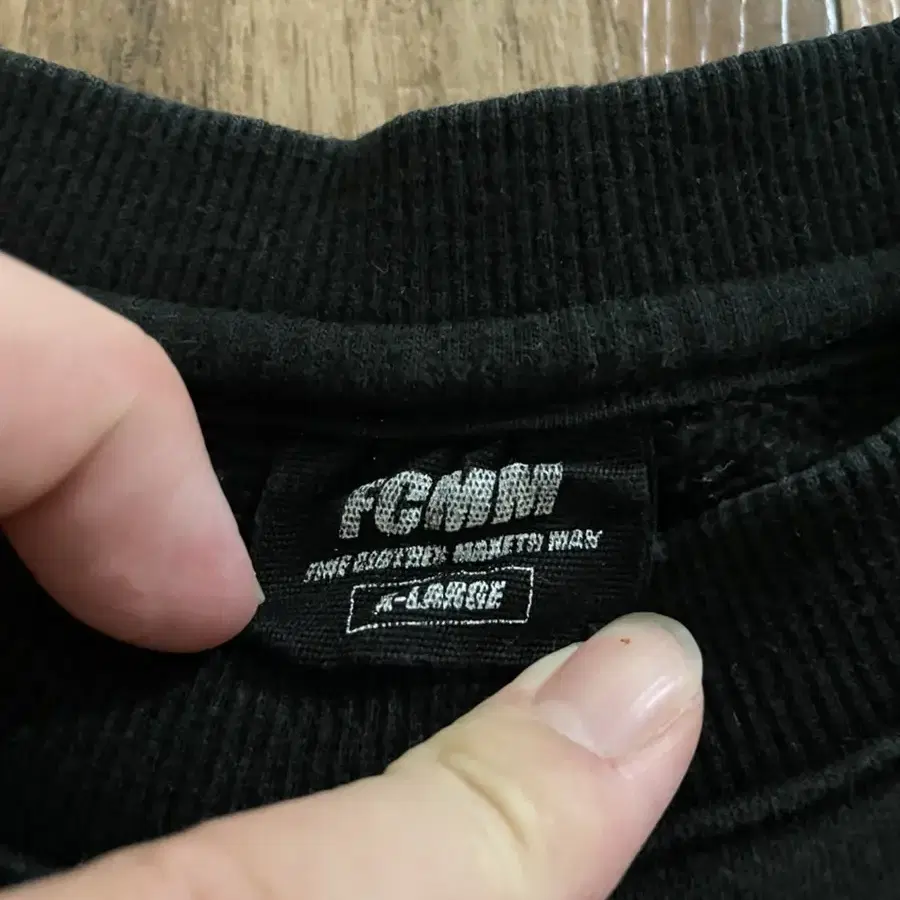 FCMM
FINE CLOTHES MAKETH MAN
X-LARGE